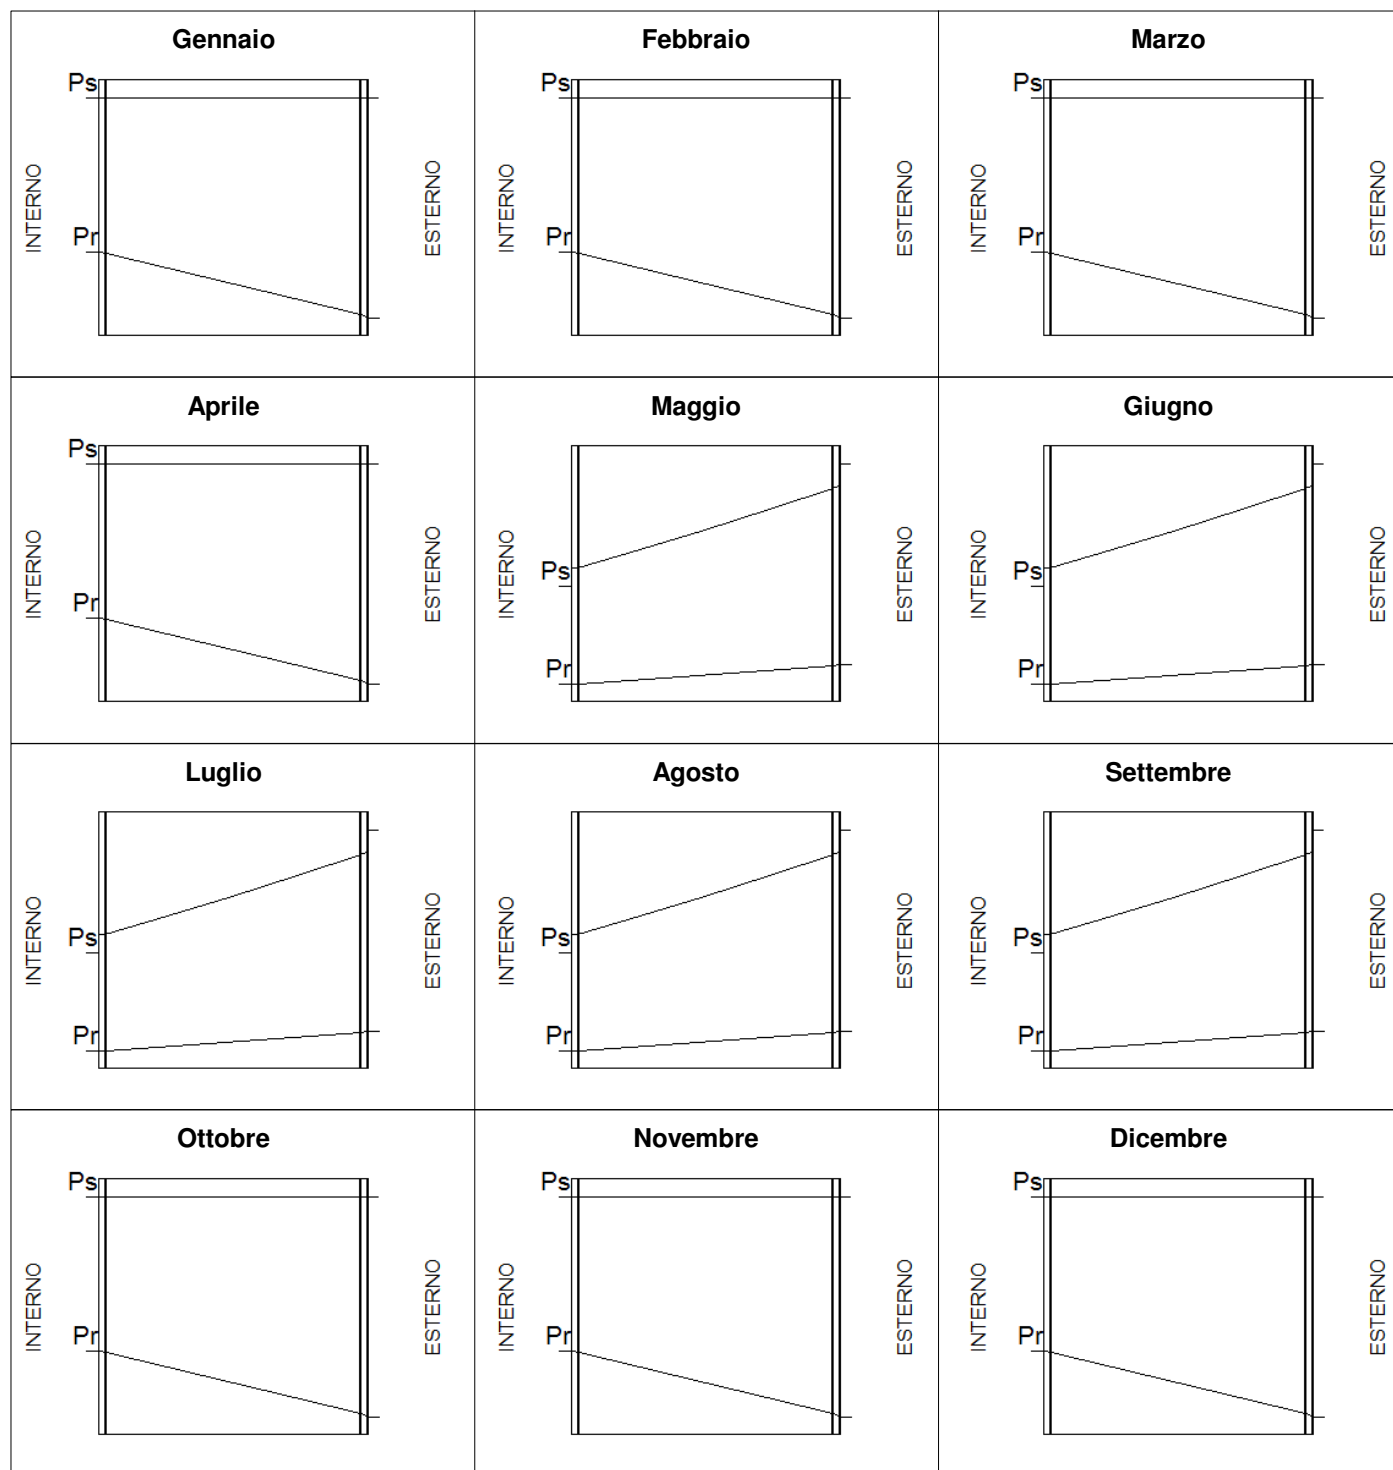 Gennaio
Ps
Pr
INTERNO
ESTERNO
Febbraio
Ps
Pr
INTERNO
ESTERNO
Marzo
Ps
Pr
INTERNO
ESTERNO
Aprile
Ps
Pr
INTERNO
ESTERNO
Maggio
Ps
Pr
INTERNO
ESTERNO
Giugno
Ps
Pr
INTERNO
ESTERNO
Luglio
Ps
Pr
INTERNO
ESTERNO
Agosto
Ps
Pr
INTERNO
ESTERNO
Settembre
Ps
Pr
INTERNO
ESTERNO
Ottobre
Ps
Pr
INTERNO
ESTERNO
Novembre
Ps
Pr
INTERNO
ESTERNO
Dicembre
Ps
Pr
INTERNO
ESTERNO